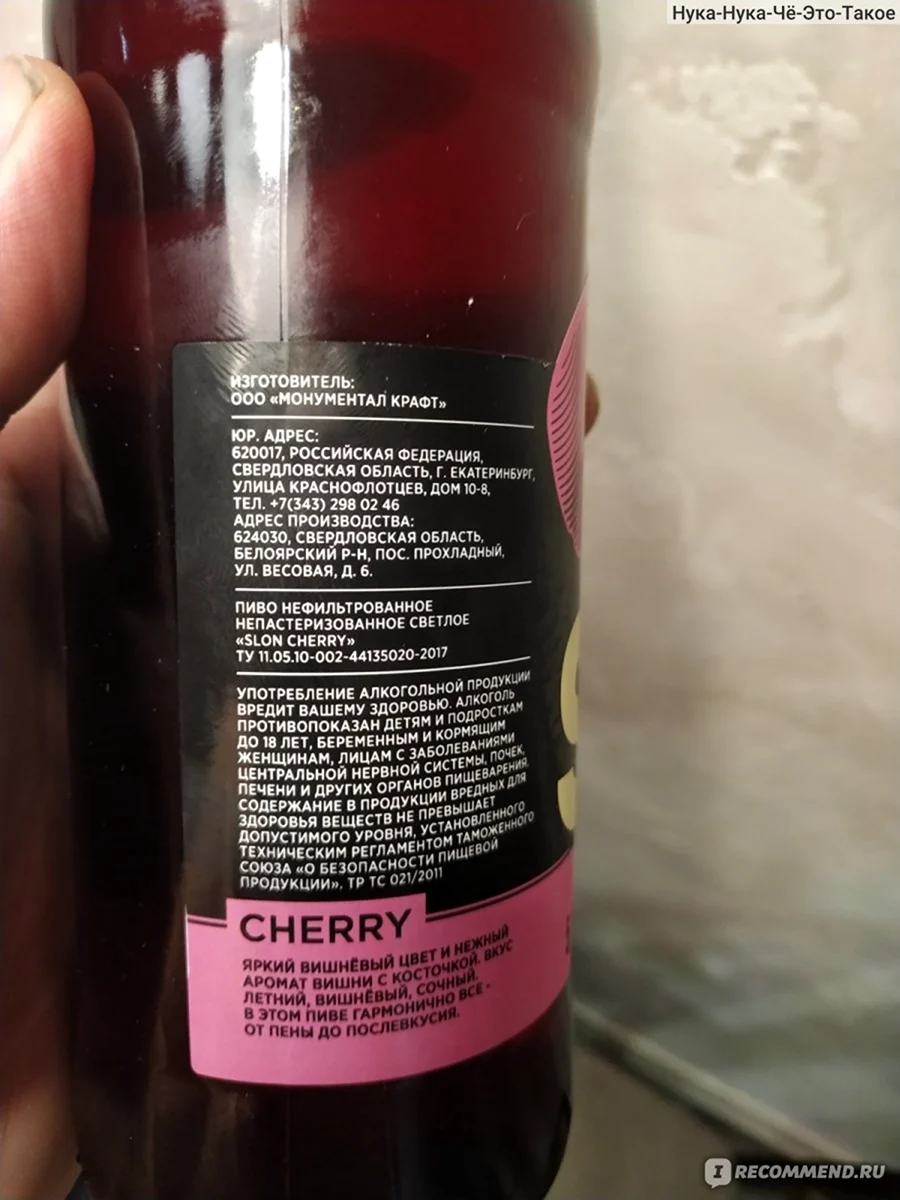 Нука-Нука-Чё-Это-Такое
ИЗГОТОВИТЕЛЬ:
ООО «МОНУМЕНТАЛ КРАФТ»
ЮР. АДРЕС:
620017, РОССИЙСКАЯ ФЕДЕРАЦИЯ,
СВЕРДЛОВСКАЯ ОБЛАСТЬ, Г. ЕКАТЕРИНБУРГ,
УЛИЦА КРАСНОФЛОТЦЕВ, ДОМ 10-8,
ТЕЛ. +7(343) 298 02 46
АДРЕС ПРОИЗВОДСТВА:
624030, СВЕРДЛОВСКАЯ ОБЛАСТЬ,
БЕЛОЯРСКИЙ Р-Н, ПОС. ПРОХЛАДНЫЙ,
УЛ. ВЕСОВАЯ, Д. 6.
ПИВО НЕФИЛЬТРОВАННОЕ
НЕПАСТЕРИЗОВАННОЕ СВЕТЛОЕ
«SLON CHERRY»
ТУ 11.05.10-002-44135020-2017
УПОТРЕБЛЕНИЕ АЛКОГОЛЬНОЙ ПРОДУКЦИИ
ВРЕДИТ ВАШЕМУ ЗДОРОВЬЮ. АЛКОГОЛЬ
ПРОТИВОПОКАЗАН ДЕТЯМ И ПОДРОСТКАМ
ДО 18 ЛЕТ, БЕРЕМЕННЫМ И КОРМЯЩИМ
ЖЕНЩИНАМ, ЛИЦАМ С ЗАБОЛЕВАНИЯМИ
ЦЕНТРАЛЬНОЙ НЕРВНОЙ СИСТЕМЫ, ПОЧЕК,
ПЕЧЕНИ И ДРУГИХ ОРГАНОВ ПИЩЕВАРЕНИЯ.
СОДЕРЖАНИЕ В ПРОДУКЦИИ ВРЕДНЫХ ДЛЯ
ЗДОРОВЬЯ ВЕЩЕСТВ НЕ ПРЕВЫШАЕТ
ДОПУСТИМОГО УРОВНЯ, УСТАНОВЛЕННОГО
ТЕХНИЧЕСКИМ РЕГЛАМЕНТОМ ТАМОЖЕННОГО
СОЮЗА «О БЕЗОПАСНОСТИ ПИЩЕВОЙ
ПРОДУКЦИИ». ТР ТС 021/2011
CHERRY
ЯРКИЙ ВИШНЁВЫЙ ЦВЕТ И НЕЖНЫЙ
АРОМАТ ВИШНИ С КОСТОЧКОЙ. ВКУС
ЛЕТНИЙ, ВИШНЁВЫЙ, СОЧНЫЙ.
В ЭТОМ ПИВЕ ГАРМОНИЧНО ВСЕ -
ОТ ПЕНЫ ДО ПОСЛЕВКУСИЯ.
IRECOMMEND.RU